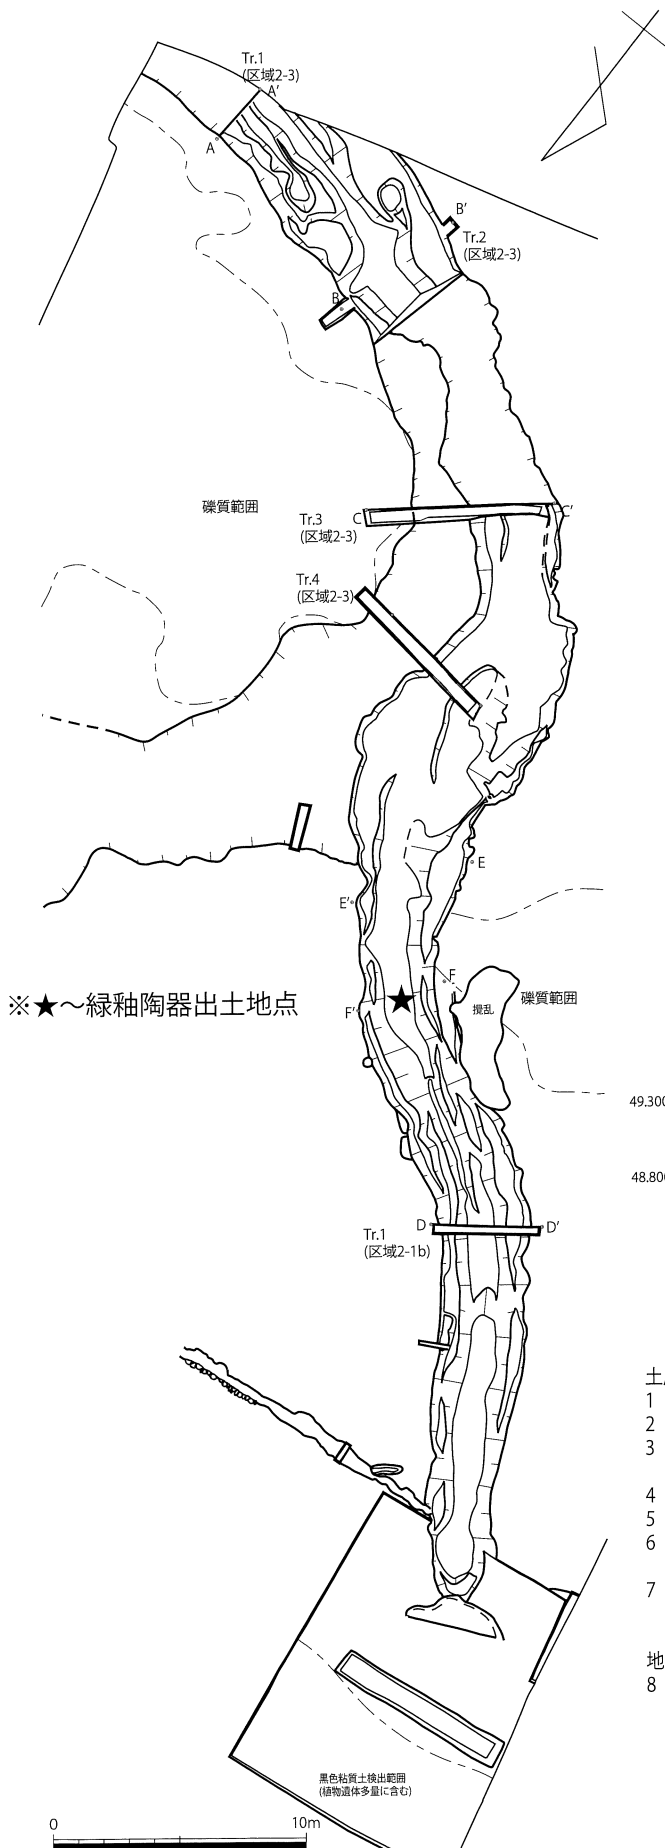 Tr.1
(区域2-3)
A'
A
B'
Tr.2
(区域2-3)
B
礫質範囲
Tr.3
(区域2-3)
C
C'
Tr.4
(区域2-3)
E
E'
※★～緑釉陶器出土地点
F
F'
撹乱
礫質範囲
49.300
48.800
Tr.1
(区域2-1b)
D
D'
土
1
2
3
4
5
6
7
地
8
黒色粘質土検出範囲
(植物遺体多量に含む)
0
10m